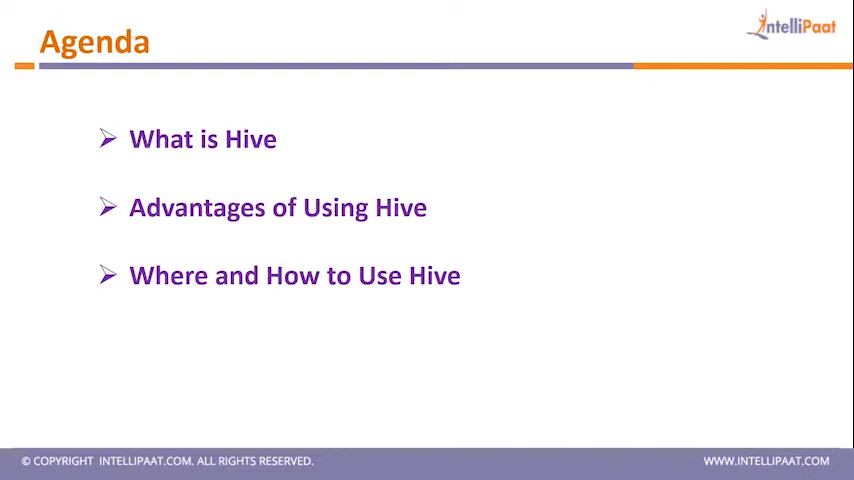 Agenda
IntelliPaat
What is Hive
Advantages of Using Hive
Where and How to Use Hive
© COPYRIGHT INTELLIPAAT.COM. ALL RIGHTS RESERVED.
WWW.INTELLIPAAT.COM